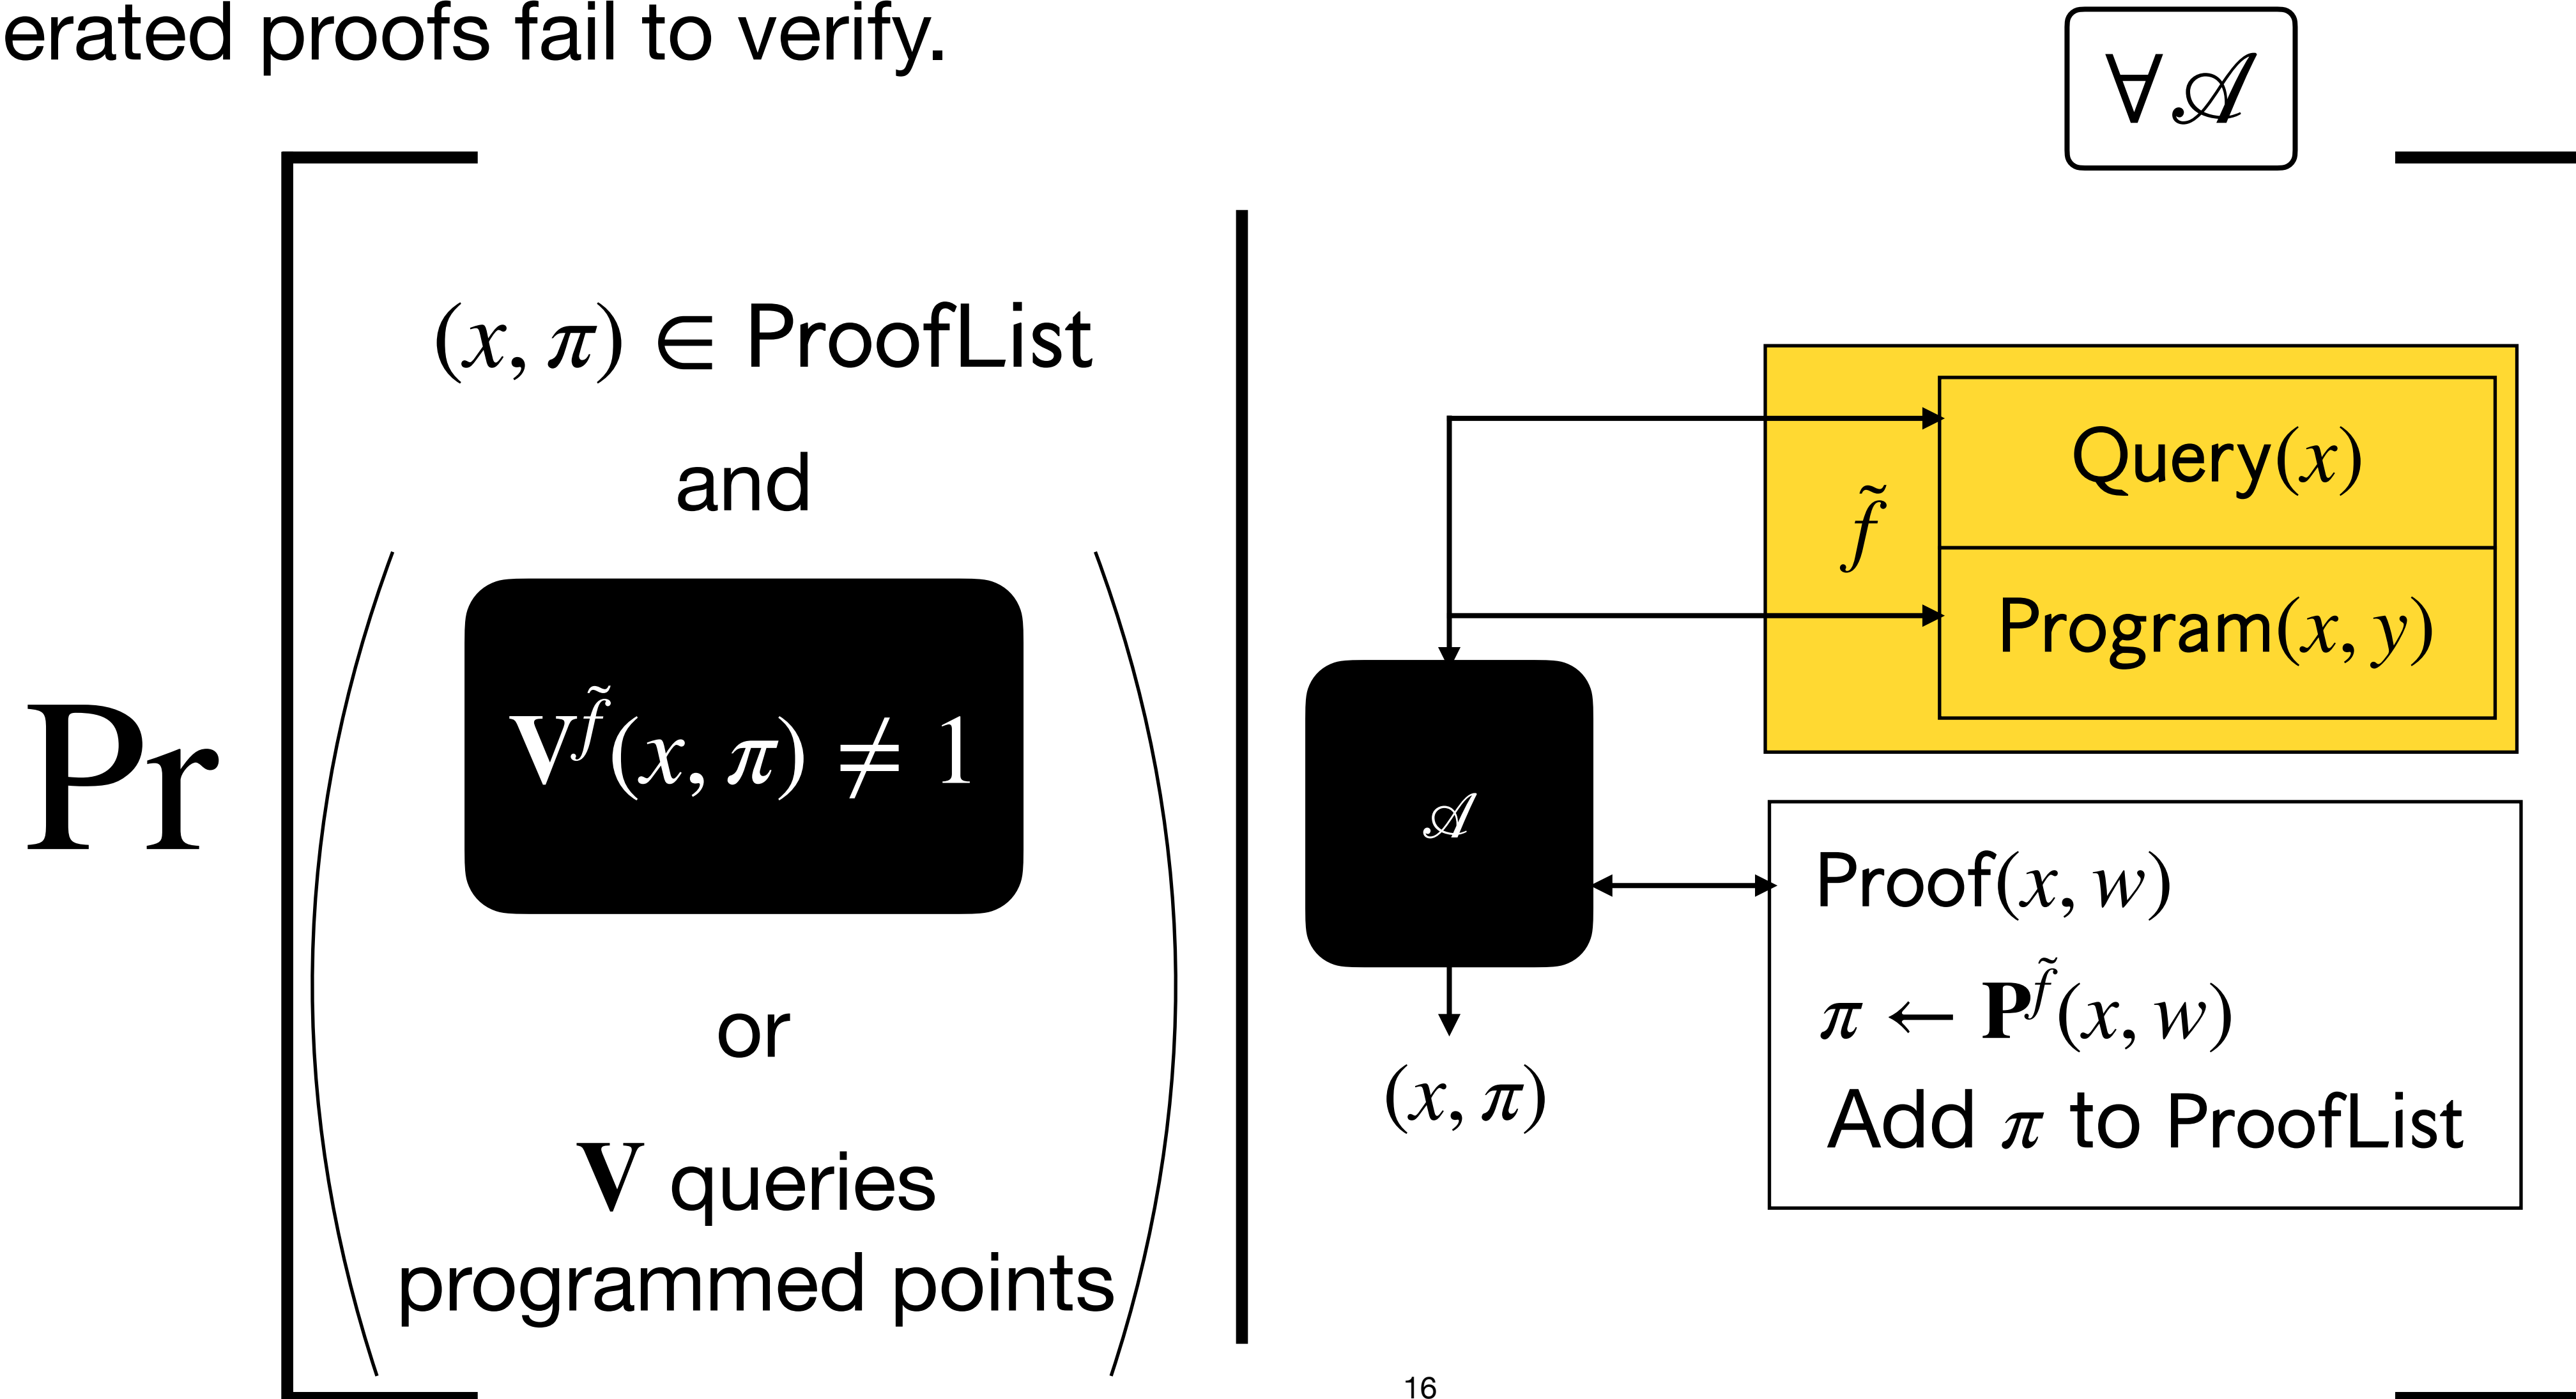 erated proofs fail to verify.
∀𝒜
Pr
(x, π) ∈ ProofList
and
V^f̃(x, π) ≠ 1
or
V queries
programmed points
f̃
Query(x)
Program(x, y)
𝒜
(x, π)
Proof(x, w)
π ← P^f̃(x, w)
Add π to ProofList
16